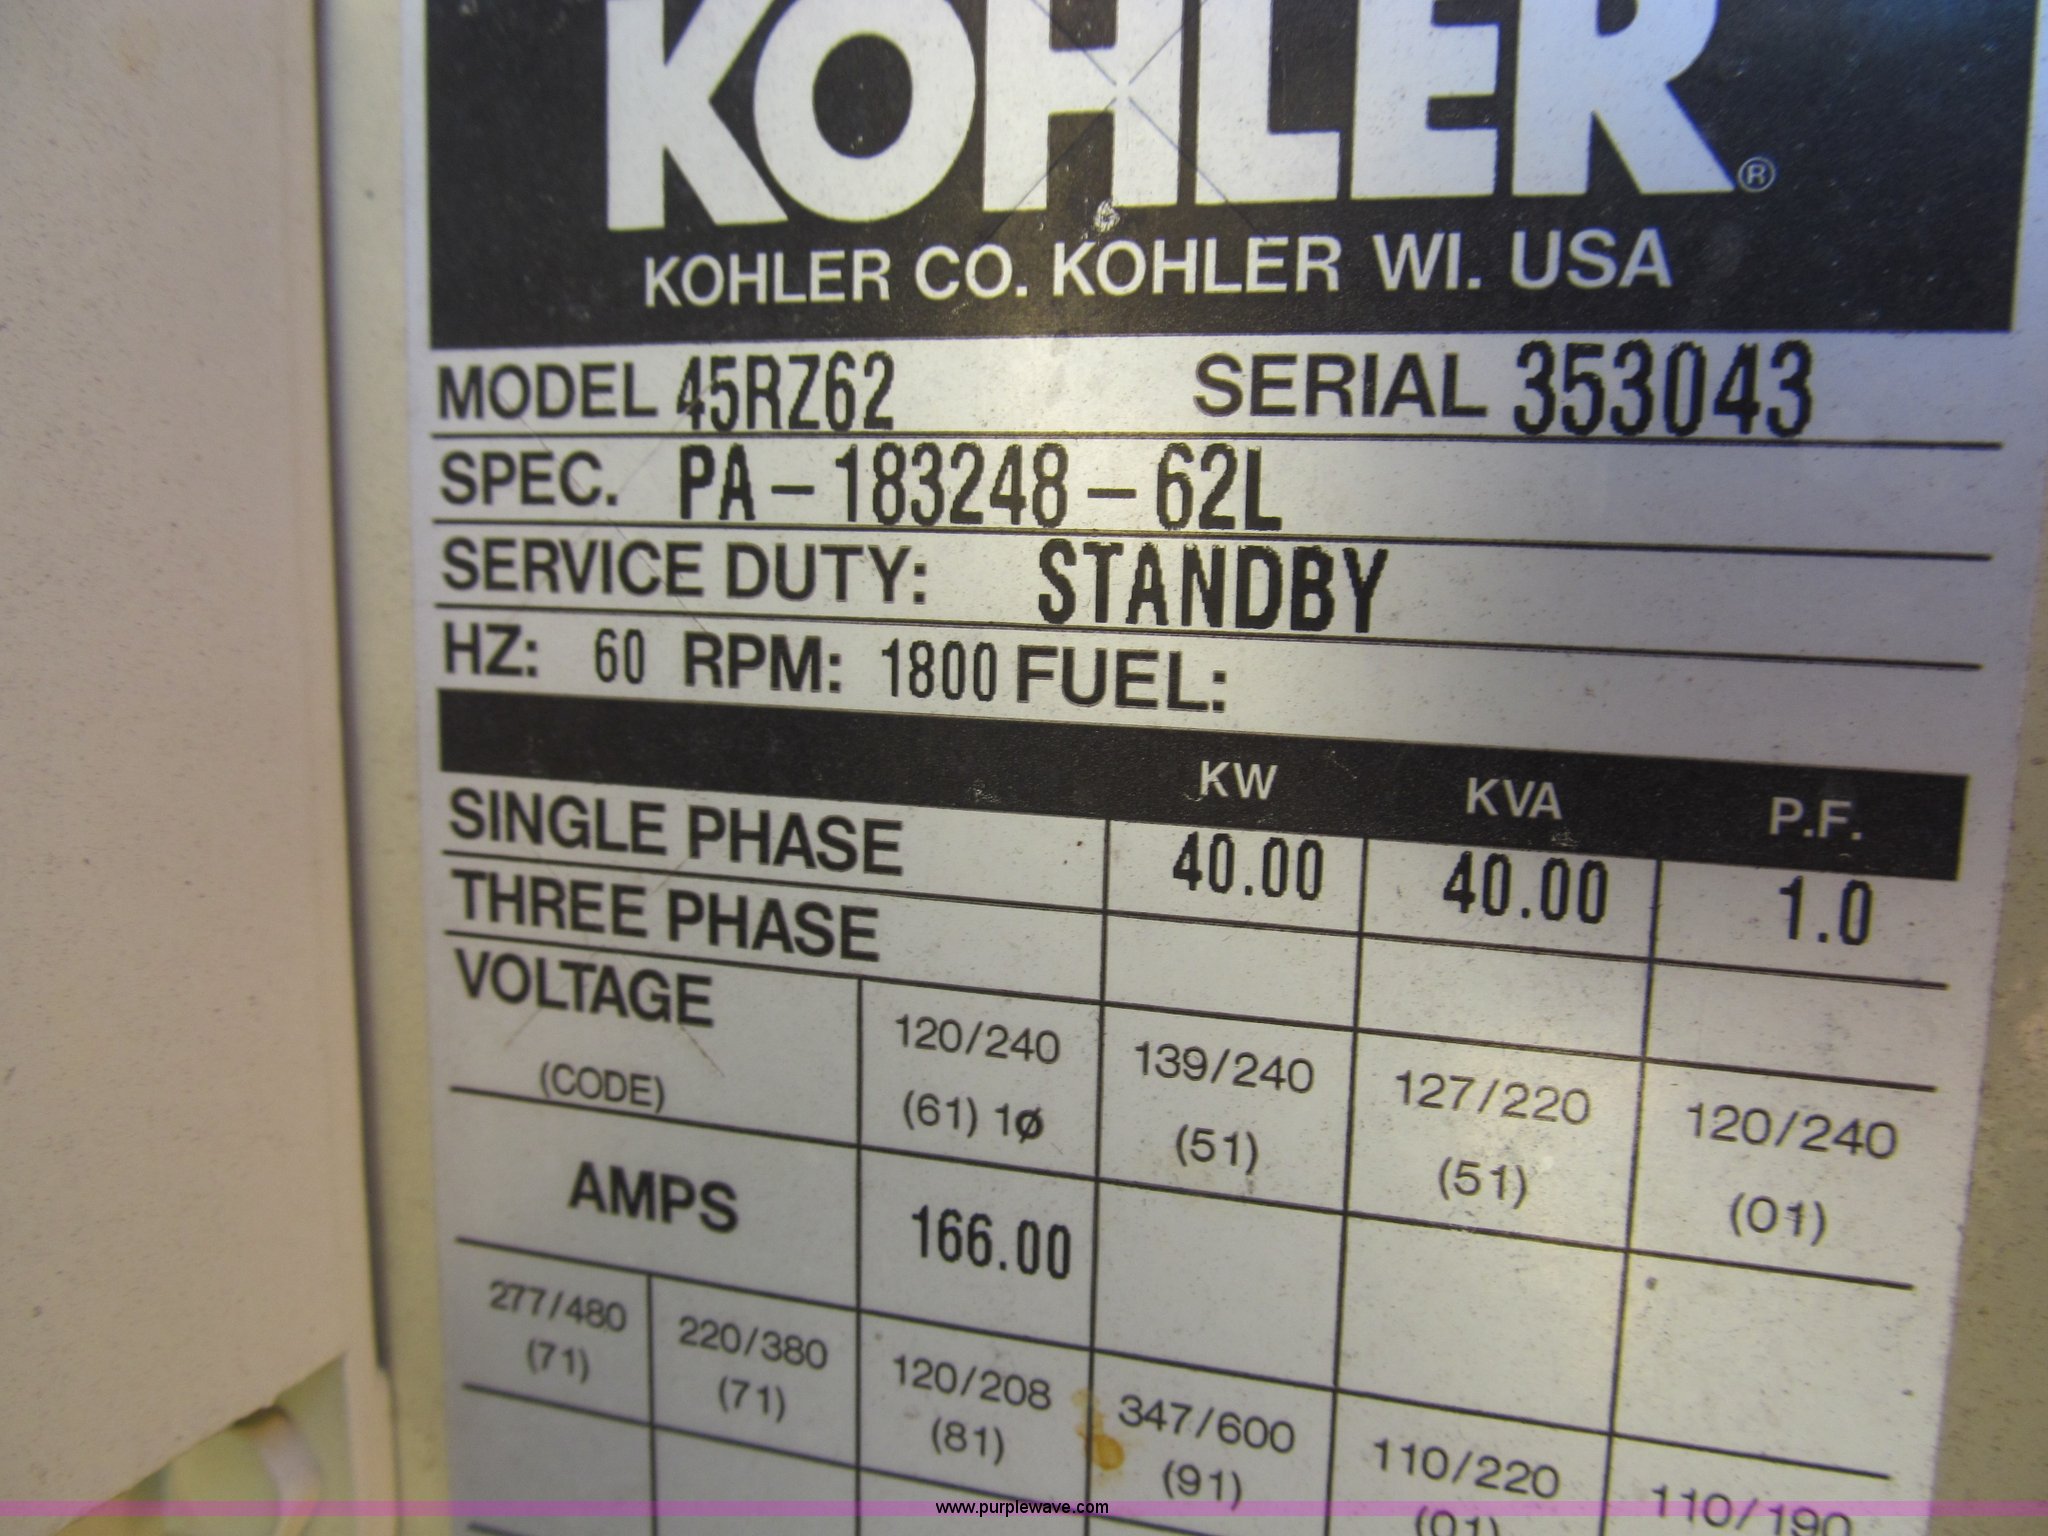 KOHLER®
KOHLER CO. KOHLER WI. USA
MODEL 45RZ62 SERIAL 353043
SPEC. PA-183248-62L
SERVICE DUTY: STANDBY
HZ: 60 RPM: 1800 FUEL:
KW KVA P.F.
SINGLE PHASE 40.00 40.00 1.0
THREE PHASE
VOLTAGE 120/240 139/240 127/220 120/240
(CODE) (61) 1ø (51) (51) (01)
AMPS 166.00
277/480 220/380 120/208 347/600 110/220 110/190
(71) (71) (81) (91) (01)
www.purplewave.com